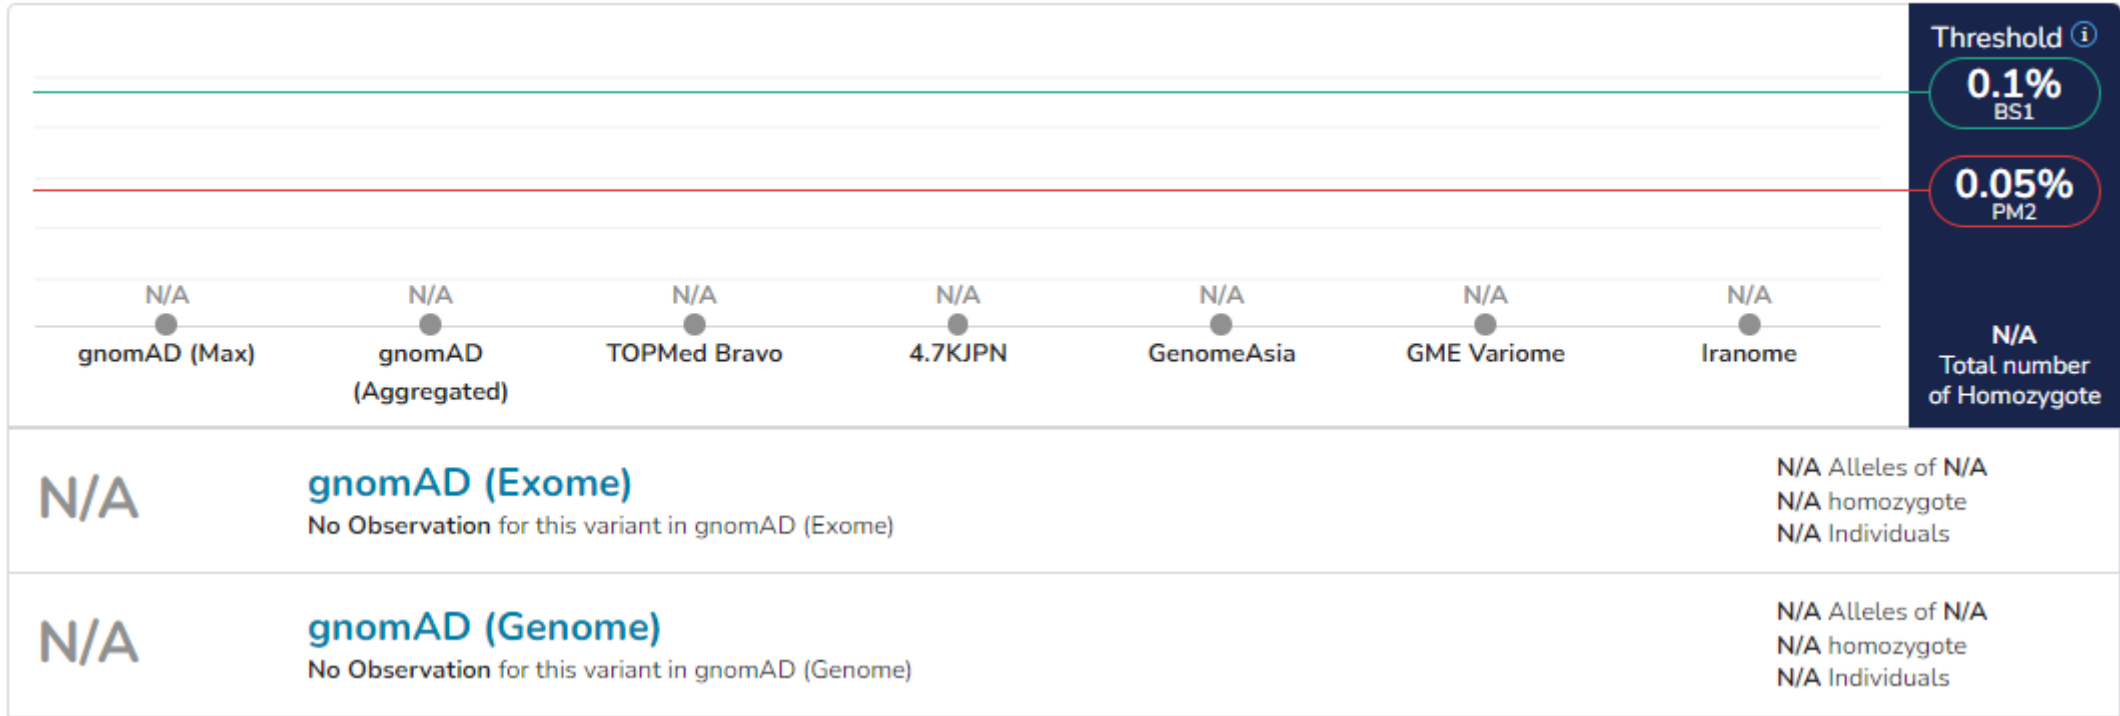 Threshold
0.1%
BS1
0.05%
PM2
N/A N/A N/A N/A N/A N/A N/A
gnomAD (Max) gnomAD (Aggregated) TOPMed Bravo 4.7KJPN GenomeAsia GME Variome Iranome
N/A
Total number
of Homozygote
N/A
gnomAD (Exome)
No Observation for this variant in gnomAD (Exome)
N/A Alleles of N/A
N/A homozygote
N/A Individuals
N/A
gnomAD (Genome)
No Observation for this variant in gnomAD (Genome)
N/A Alleles of N/A
N/A homozygote
N/A Individuals